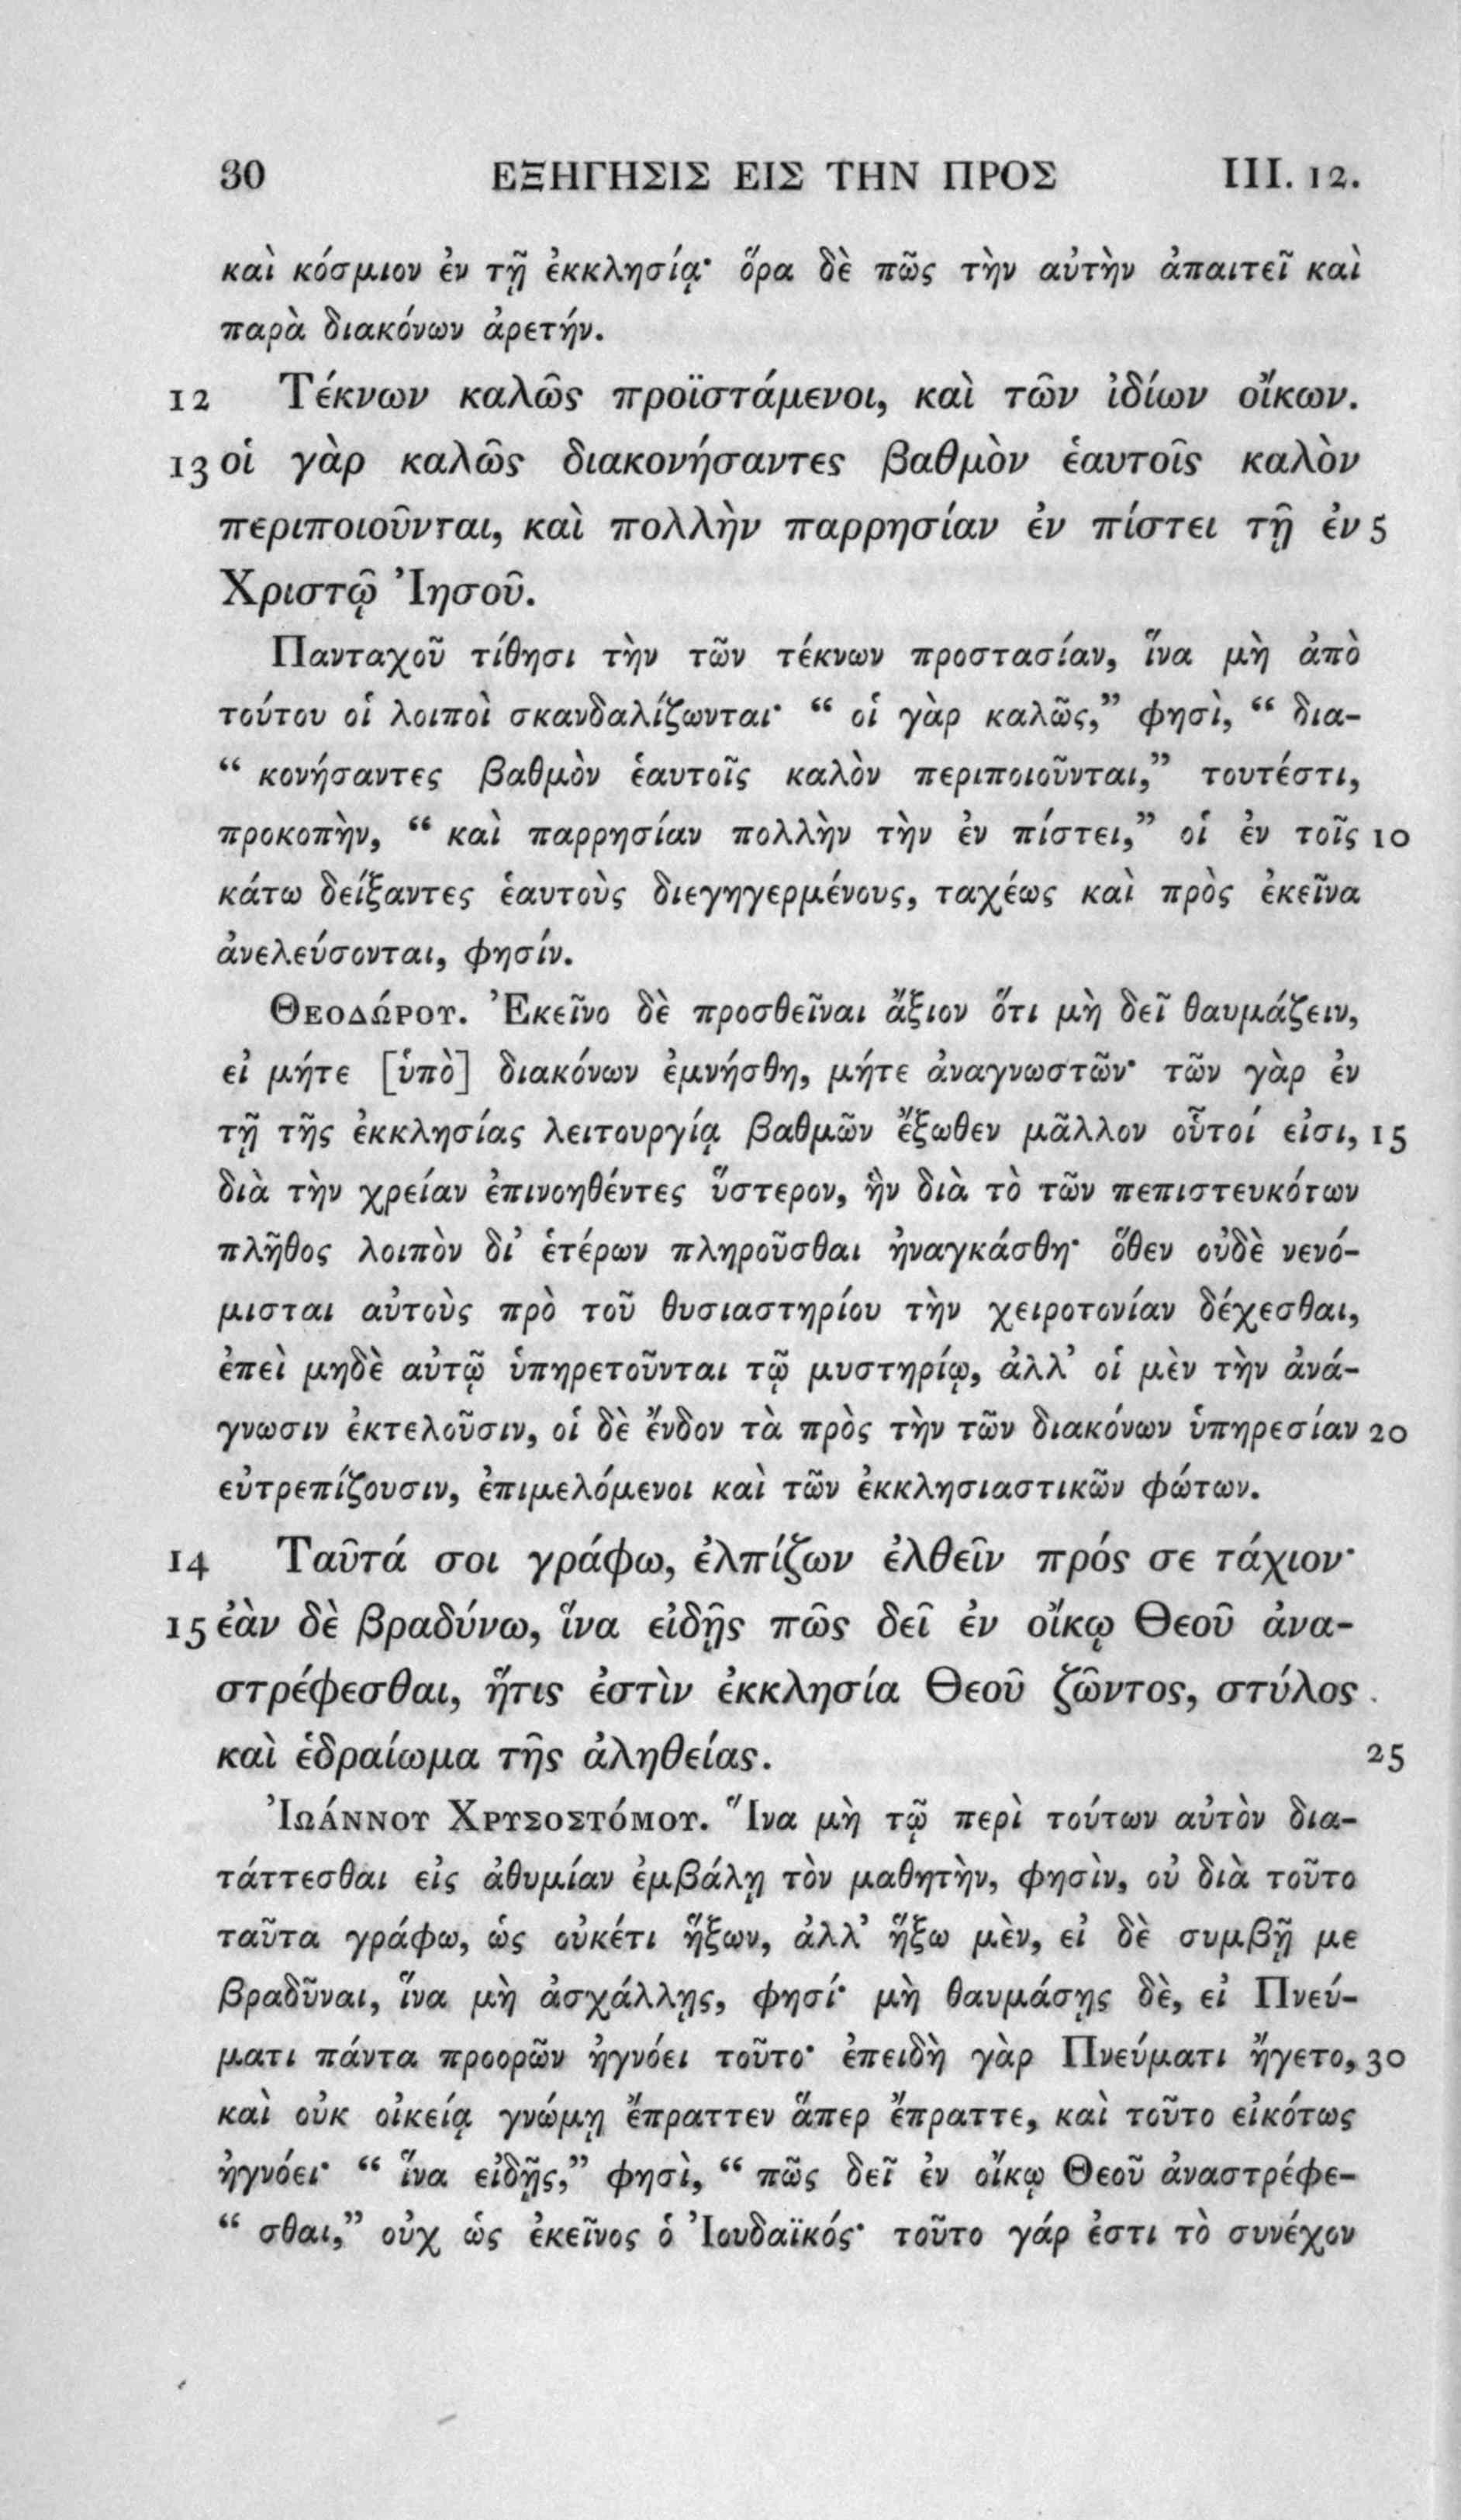 30 ΕΞΗΓΗΣΙΣ ΕΙΣ ΤΗΝ ΠΡΟΣ III. 12.
καὶ κόσμιον ἐν τῇ ἐκκλησίᾳ· ὅρα δὲ πῶς τὴν αὐτὴν ἀπαιτεῖ καὶ
παρὰ διακόνων ἀρετήν.
12 Τέκνων καλῶς προϊστάμενοι, καὶ τῶν ἰδίων οἴκων.
13 οἱ γὰρ καλῶς διακονήσαντες βαθμὸν ἑαυτοῖς καλὸν
περιποιοῦνται, καὶ πολλὴν παρρησίαν ἐν πίστει τῇ ἐν 5
Χριστῷ Ἰησοῦ.
Πανταχοῦ τίθησι τὴν τῶν τέκνων προστασίαν, ἵνα μὴ ἀπὸ
τούτου οἱ λοιποὶ σκανδαλίζωνται· “ οἱ γὰρ καλῶς,” φησὶ, “ δια-
“ κονήσαντες βαθμὸν ἑαυτοῖς καλὸν περιποιοῦνται,” τουτέστι,
προκοπὴν, “ καὶ παρρησίαν πολλὴν τὴν ἐν πίστει,” οἱ ἐν τοῖς 10
κάτω δείξαντες ἑαυτοὺς διεγηγερμένους, ταχέως καὶ πρὸς ἐκεῖνα
ἀνελεύσονται, φησίν.
ΘΕΟΔΏΡΟΥ. Ἐκεῖνο δὲ προσθεῖναι ἄξιον ὅτι μὴ δεῖ θαυμάζειν,
εἰ μήτε [ὑπὸ] διακόνων ἐμνήσθη, μήτε ἀναγνωστῶν· τῶν γὰρ ἐν
τῇ τῆς ἐκκλησίας λειτουργίᾳ βαθμῶν ἔξωθεν μᾶλλον οὗτοί εἰσι, 15
διὰ τὴν χρείαν ἐπινοηθέντες ὕστερον, ἣν διὰ τὸ τῶν πεπιστευκότων
πλῆθος λοιπὸν δι’ ἑτέρων πληροῦσθαι ἠναγκάσθη· ὅθεν οὐδὲ νενό-
μισται αὐτοὺς πρὸ τοῦ θυσιαστηρίου τὴν χειροτονίαν δέχεσθαι,
ἐπεὶ μηδὲ αὐτῷ ὑπηρετοῦνται τῷ μυστηρίῳ, ἀλλ’ οἱ μὲν τὴν ἀνά-
γνωσιν ἐκτελοῦσιν, οἱ δὲ ἔνδον τὰ πρὸς τὴν τῶν διακόνων ὑπηρεσίαν 20
εὐτρεπίζουσιν, ἐπιμελόμενοι καὶ τῶν ἐκκλησιαστικῶν φώτων.
14 Ταῦτά σοι γράφω, ἐλπίζων ἐλθεῖν πρός σε τάχιον·
15 ἐὰν δὲ βραδύνω, ἵνα εἰδῇς πῶς δεῖ ἐν οἴκῳ Θεοῦ ἀνα-
στρέφεσθαι, ἥτις ἐστὶν ἐκκλησία Θεοῦ ζῶντος, στύλος
καὶ ἑδραίωμα τῆς ἀληθείας. 25
ἸΩΆΝΝΟΥ ΧΡΥΣΟΣΤΌΜΟΥ. Ἵνα μὴ τῷ περὶ τούτων αὐτὸν δια-
τάττεσθαι εἰς ἀθυμίαν ἐμβάλῃ τὸν μαθητὴν, φησὶν, οὐ διὰ τοῦτο
ταῦτα γράφω, ὡς οὐκέτι ἥξων, ἀλλ’ ἥξω μὲν, εἰ δὲ συμβῇ με
βραδῦναι, ἵνα μὴ ἀσχάλλῃς, φησί· μὴ θαυμάσῃς δὲ, εἰ Πνεύ-
ματι πάντα προορῶν ἠγνόει τοῦτο· ἐπειδὴ γὰρ Πνεύματι ἤγετο, 30
καὶ οὐκ οἰκείᾳ γνώμῃ ἔπραττεν ἅπερ ἔπραττε, καὶ τοῦτο εἰκότως
ἠγνόει· “ ἵνα εἰδῇς,” φησὶ, “ πῶς δεῖ ἐν οἴκῳ Θεοῦ ἀναστρέφε-
“ σθαι,” οὐχ ὡς ἐκεῖνος ὁ Ἰουδαϊκός· τοῦτο γάρ ἐστι τὸ συνέχον